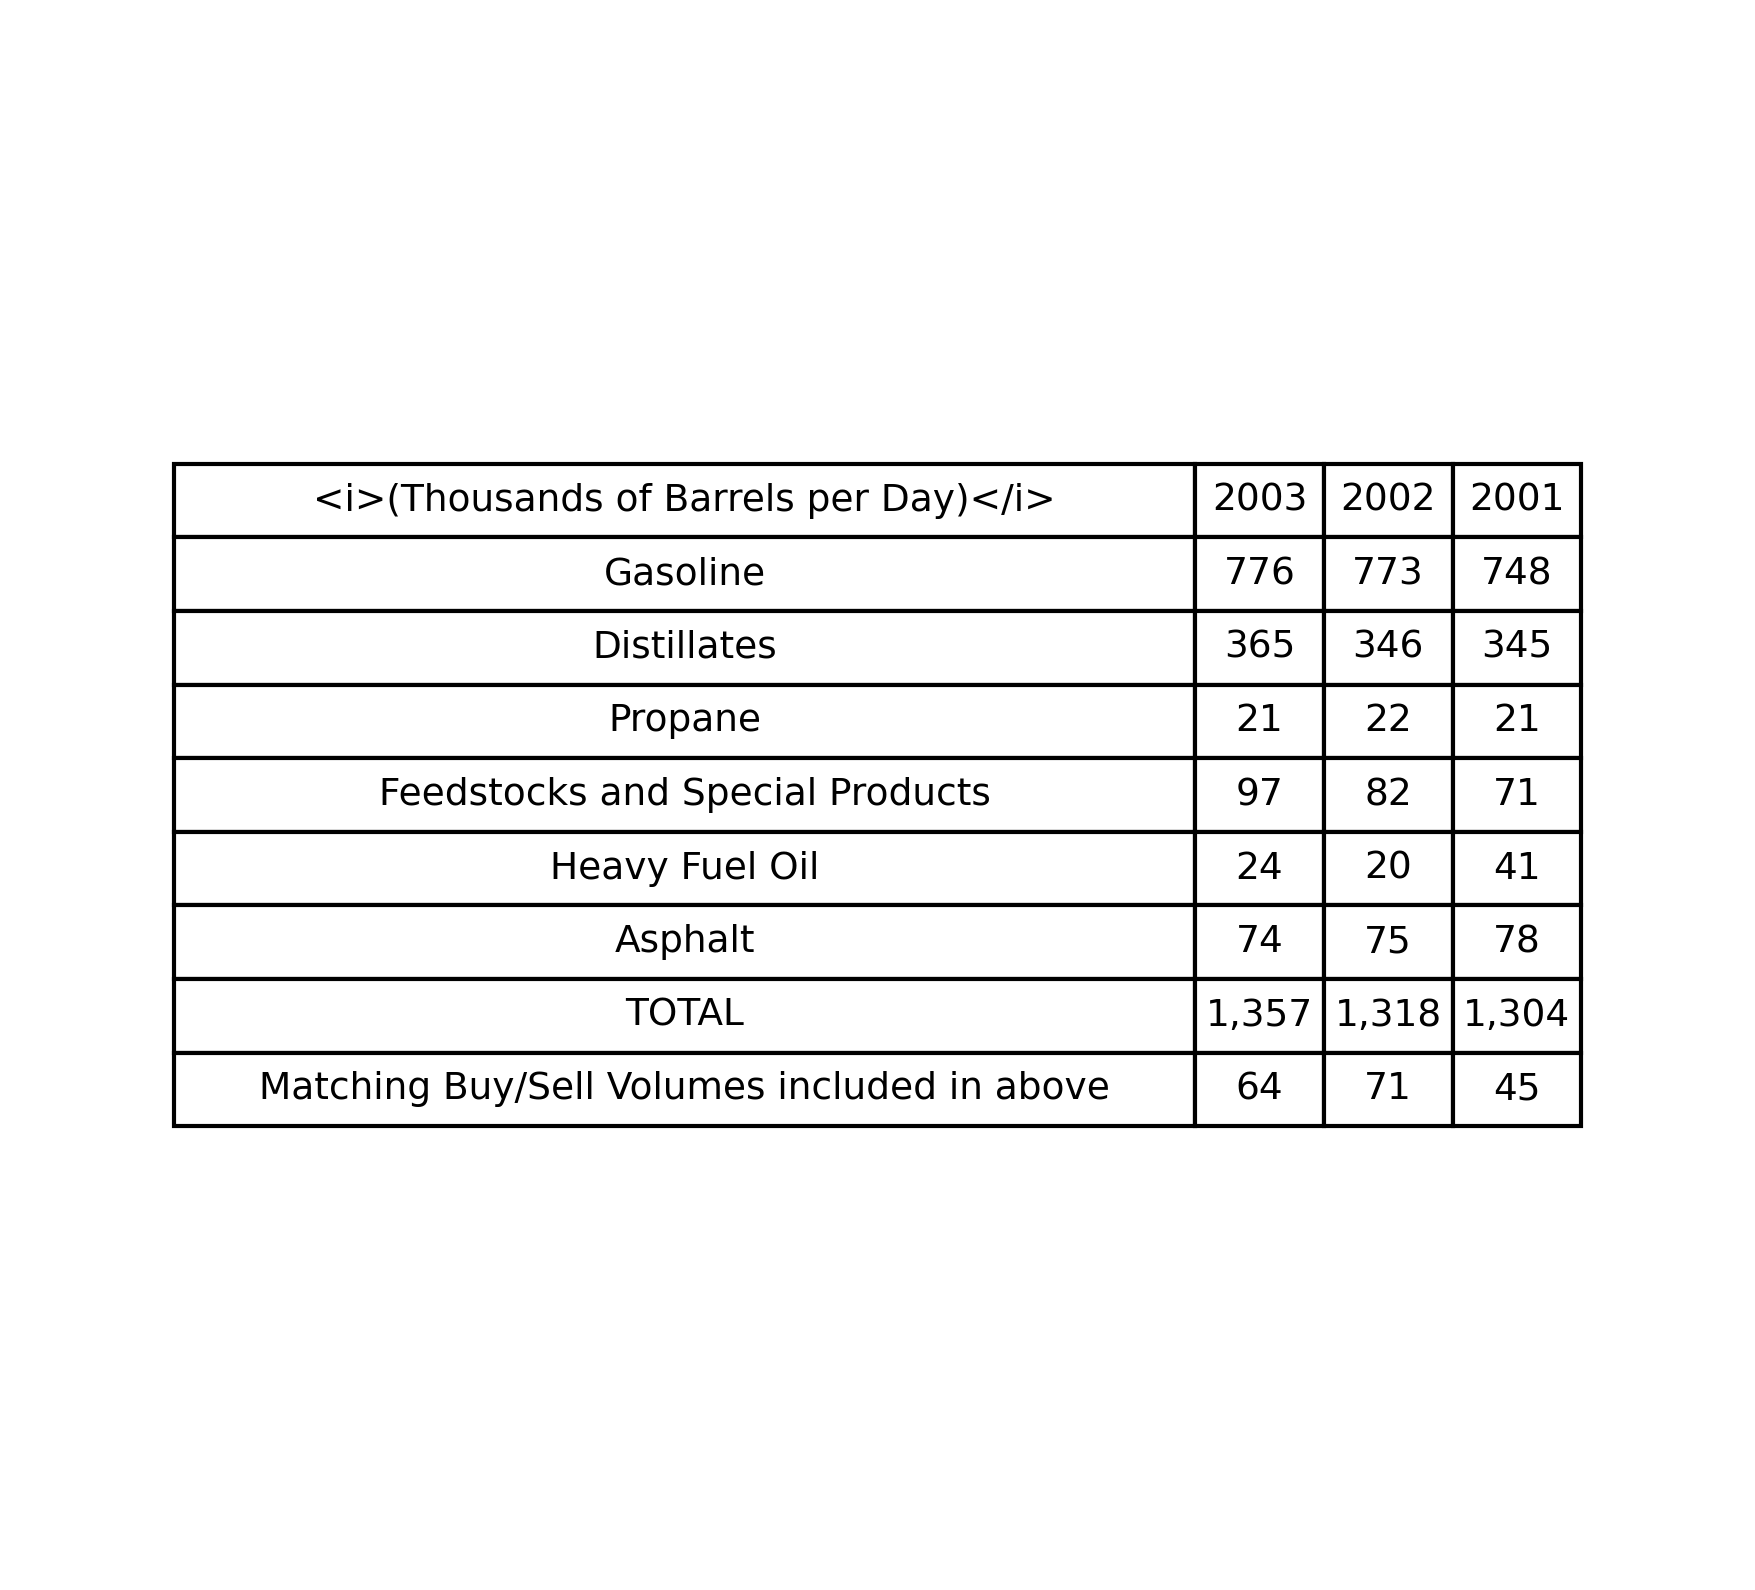 <i>(Thousands of Barrels per Day)</i> 2003 2002 2001
Gasoline 776 773 748
Distillates 365 346 345
Propane 21 22 21
Feedstocks and Special Products 97 82 71
Heavy Fuel Oil 24 20 41
Asphalt 74 75 78
TOTAL 1,357 1,318 1,304
Matching Buy/Sell Volumes included in above 64 71 45